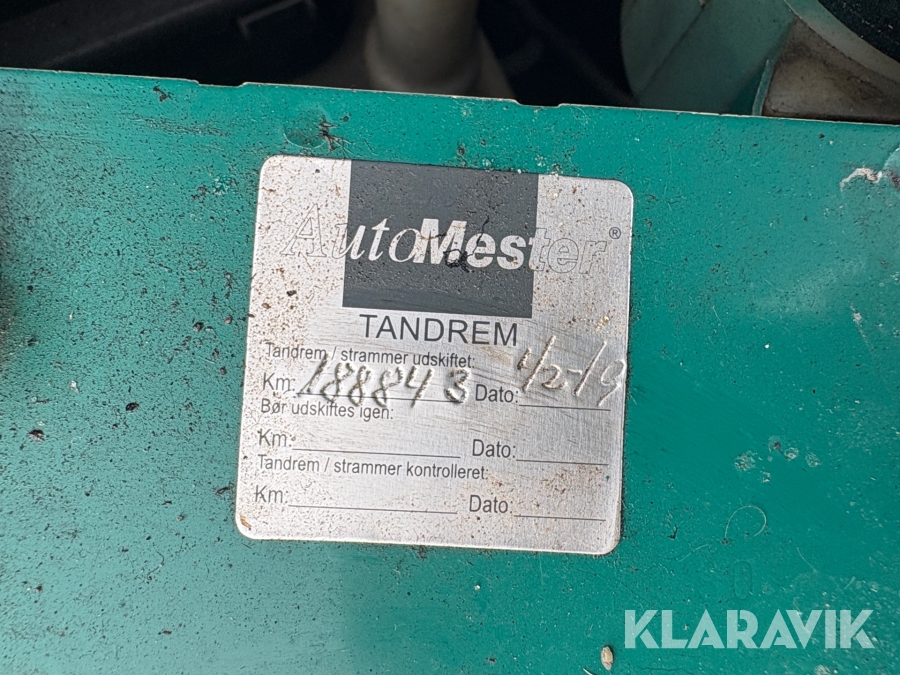 AutoMester®
TANDREM
Tandrem / strammer udskiftet:
Km: 188843 Dato: 1/2-19
Bør udskiftes igen:
Km: Dato:
Tandrem / strammer kontrolleret:
Km: Dato:
KLARAVIK